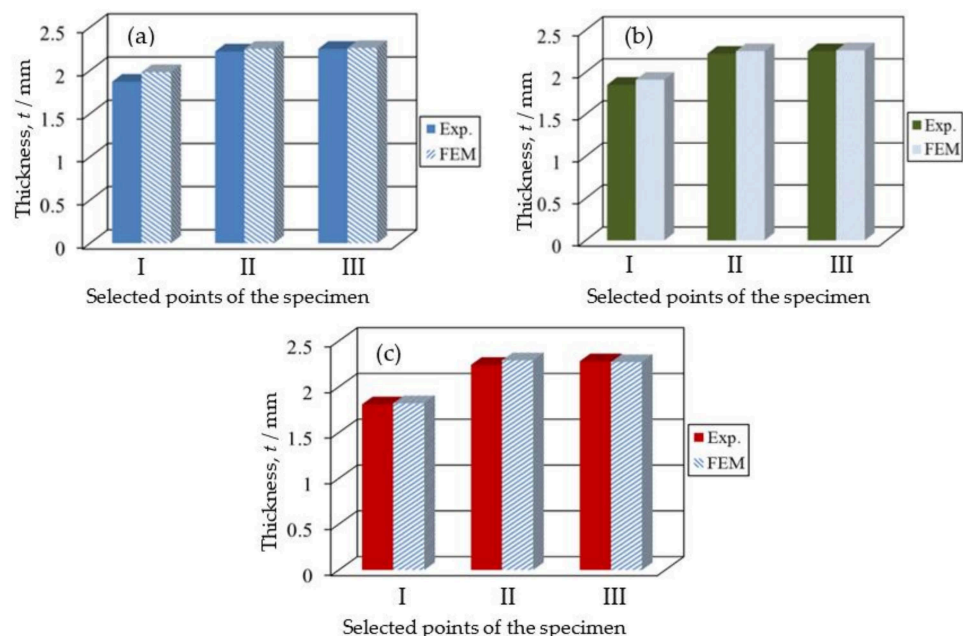 (a)
2.5
2
1.5
1
0.5
0
Thickness, t / mm
I II III
Selected points of the specimen
Exp.
FEM
(b)
2.5
2
1.5
1
0.5
0
Thickness, t / mm
I II III
Selected points of the specimen
Exp.
FEM
(c)
2.5
2
1.5
1
0.5
0
Thickness, t / mm
I II III
Selected points of the specimen
Exp.
FEM